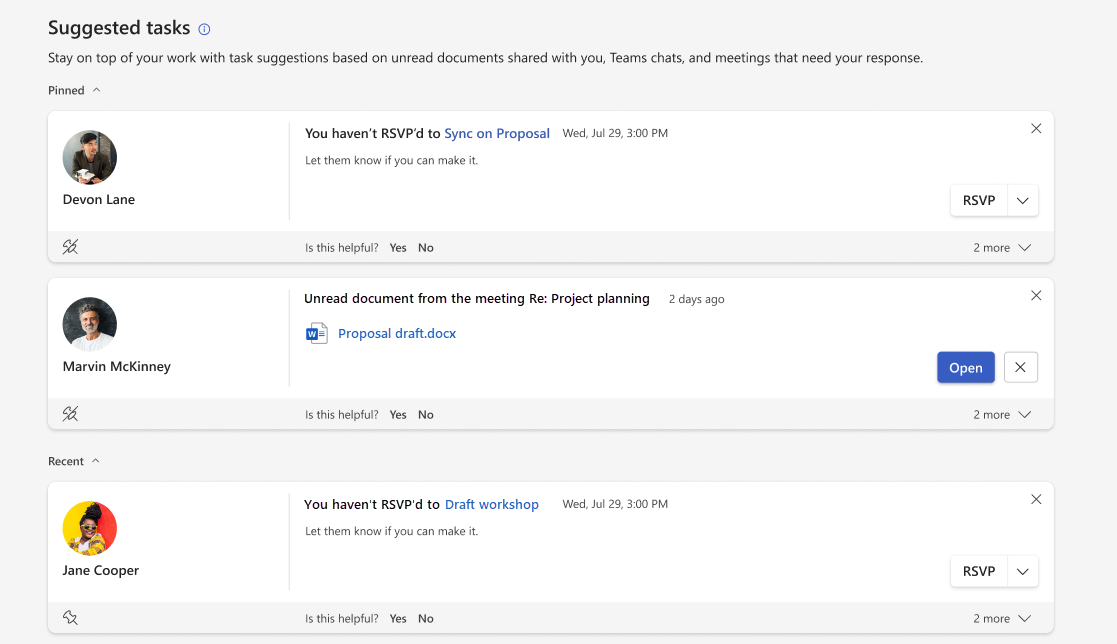 Suggested tasks
Stay on top of your work with task suggestions based on unread documents shared with you, Teams chats, and meetings that need your response.
Pinned
You haven’t RSVP’d to Sync on Proposal Wed, Jul 29, 3:00 PM
Let them know if you can make it.
Devon Lane
RSVP
Is this helpful? Yes No 2 more
Unread document from the meeting Re: Project planning 2 days ago
W Proposal draft.docx
Marvin McKinney
Open
Is this helpful? Yes No 2 more
Recent
You haven't RSVP'd to Draft workshop Wed, Jul 29, 3:00 PM
Let them know if you can make it.
Jane Cooper
RSVP
Is this helpful? Yes No 2 more